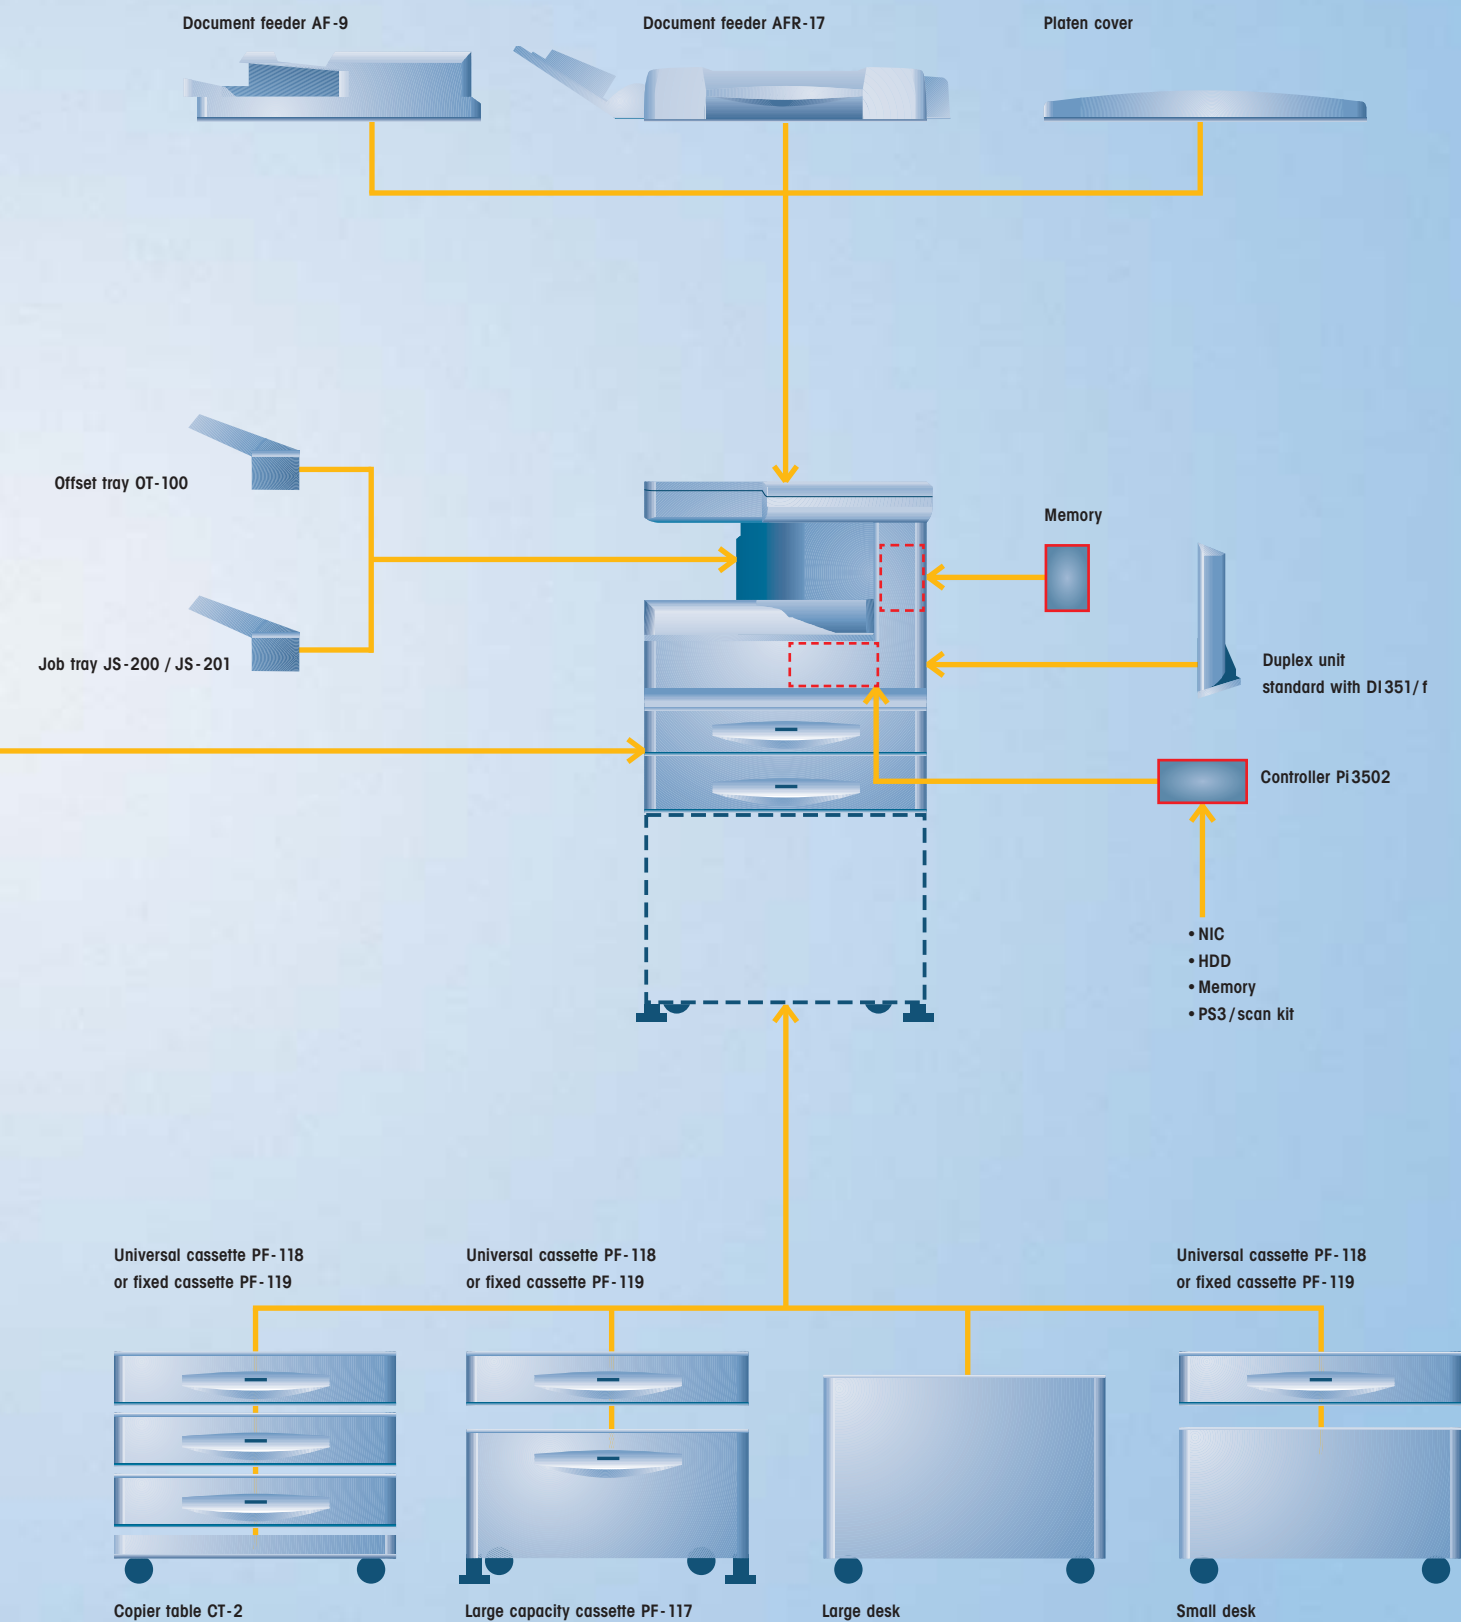 Document feeder AF-9
Document feeder AFR-17
Platen cover
Offset tray OT-100
Memory
Job tray JS-200 / JS-201
Duplex unit
standard with DI351/f
Controller Pi3502
• NIC
• HDD
• Memory
• PS3/scan kit
Universal cassette PF-118
or fixed cassette PF-119
Universal cassette PF-118
or fixed cassette PF-119
Universal cassette PF-118
or fixed cassette PF-119
Copier table CT-2
Large capacity cassette PF-117
Large desk
Small desk